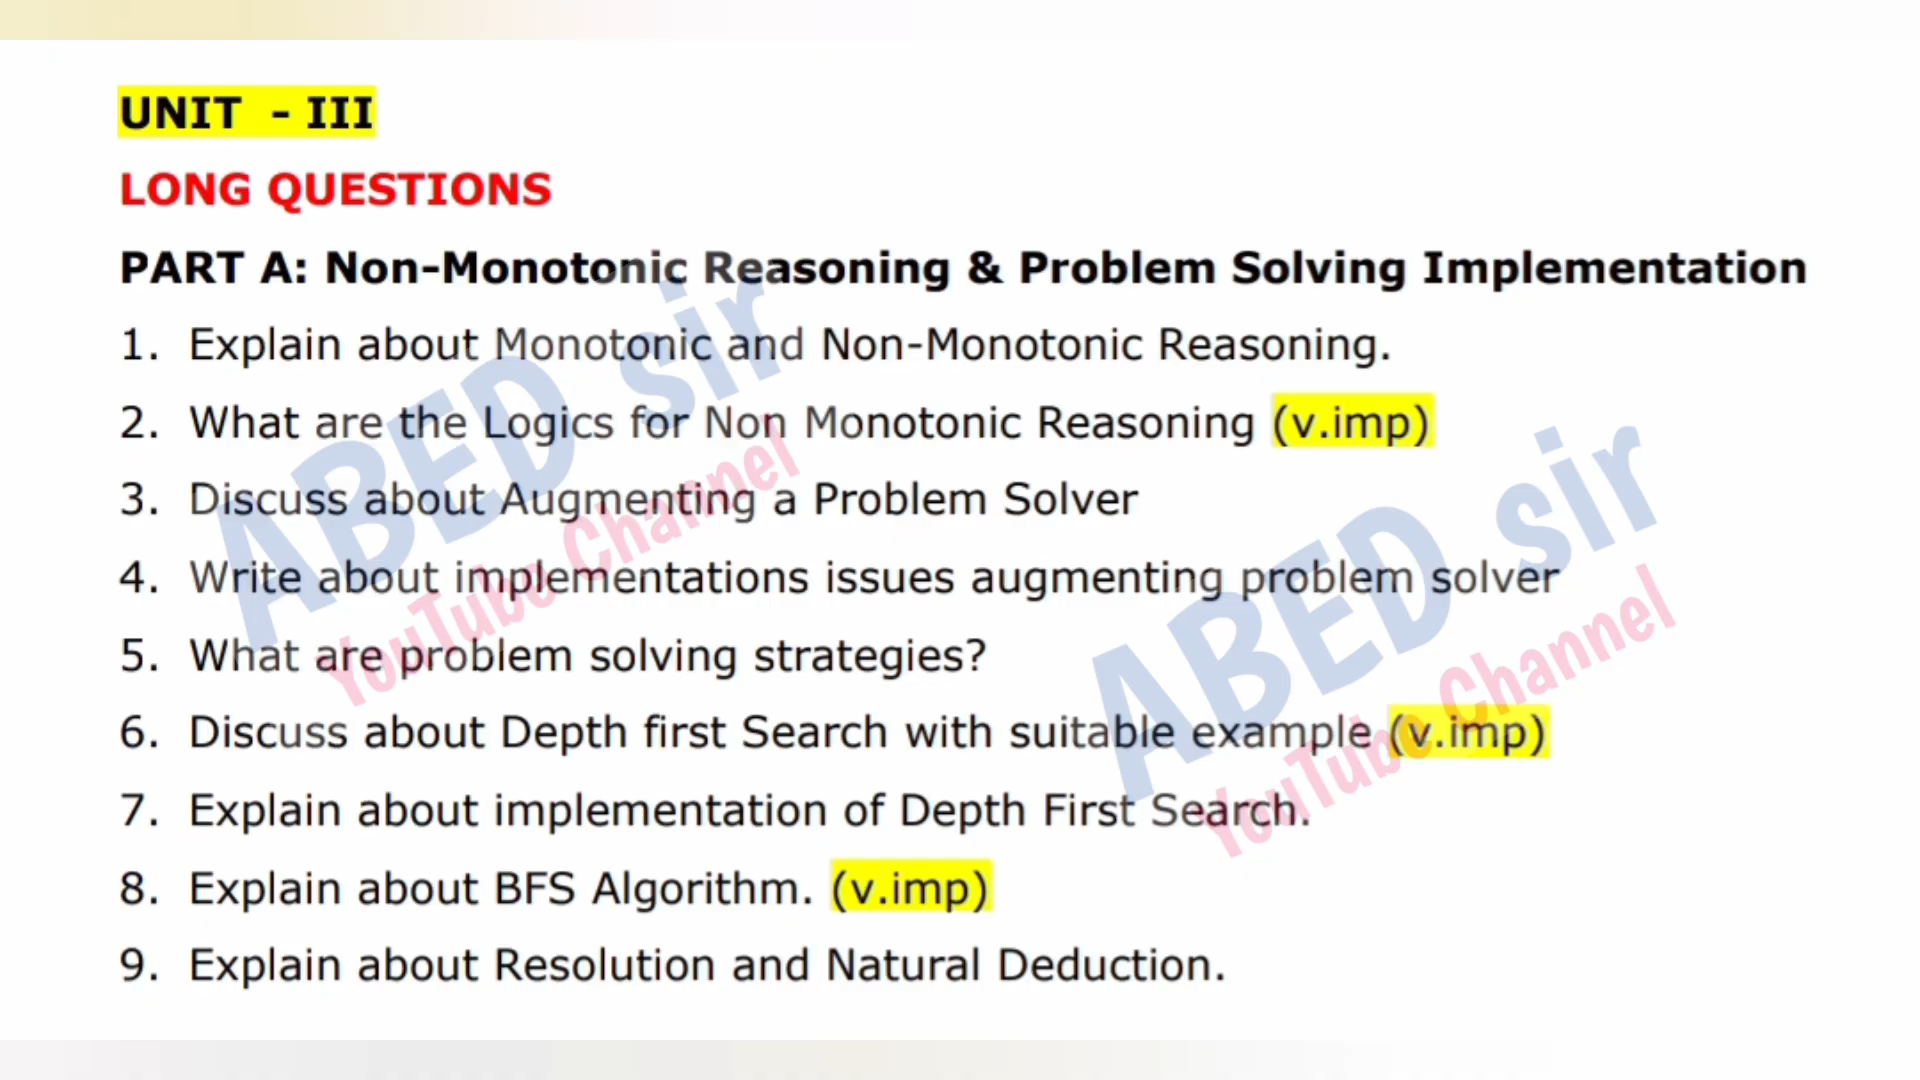 UNIT - III
LONG QUESTIONS
PART A: Non-Monotonic Reasoning & Problem Solving Implementation
1. Explain about Monotonic and Non-Monotonic Reasoning.
2. What are the Logics for Non Monotonic Reasoning (v.imp)
3. Discuss about Augmenting a Problem Solver
4. Write about implementations issues augmenting problem solver
5. What are problem solving strategies?
6. Discuss about Depth first Search with suitable example (v.imp)
7. Explain about implementation of Depth First Search.
8. Explain about BFS Algorithm. (v.imp)
9. Explain about Resolution and Natural Deduction.
ABED sir
YouTube Channel
ABED sir
YouTube Channel